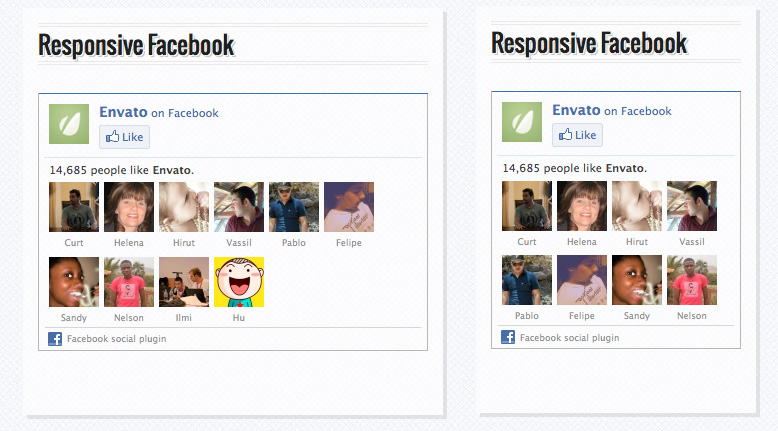 Responsive Facebook
Envato on Facebook
Like
14,685 people like Envato.
Curt Helena Hirut Vassil Pablo Felipe
Sandy Nelson Ilmi Hu
Facebook social plugin
Responsive Facebook
Envato on Facebook
Like
14,685 people like Envato.
Curt Helena Hirut Vassil
Pablo Felipe Sandy Nelson
Facebook social plugin